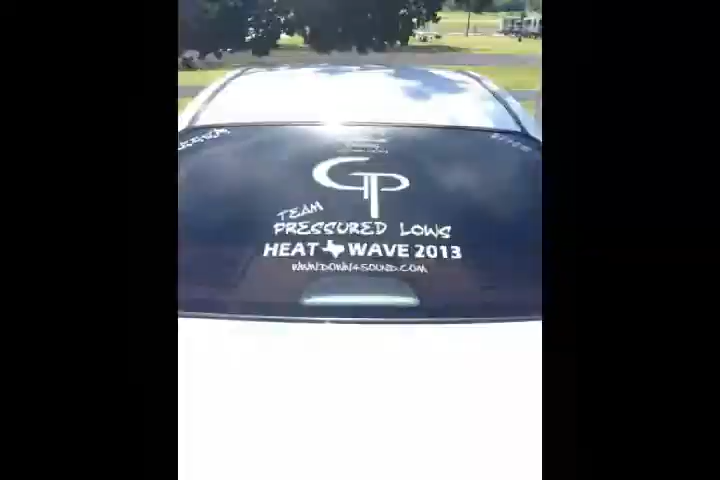 GP
TEAM
PRESSURED LOWS
HEAT WAVE 2013
WWW.DOWN4SOUND.COM